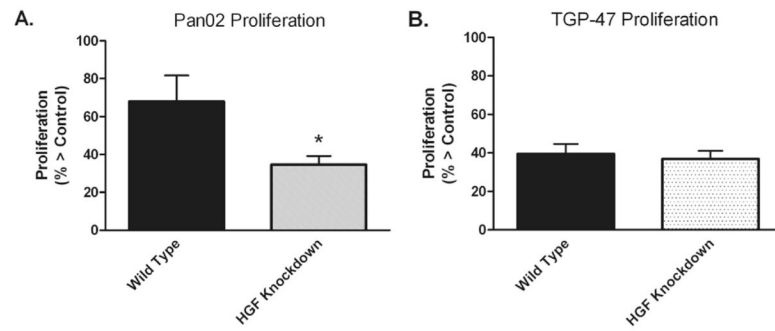 A.
Pan02 Proliferation
Proliferation
(% > Control)
100
80
60
40
20
0
*
Wild Type
HGF Knockdown
B.
TGP-47 Proliferation
Proliferation
(% > Control)
100
80
60
40
20
0
Wild Type
HGF Knockdown